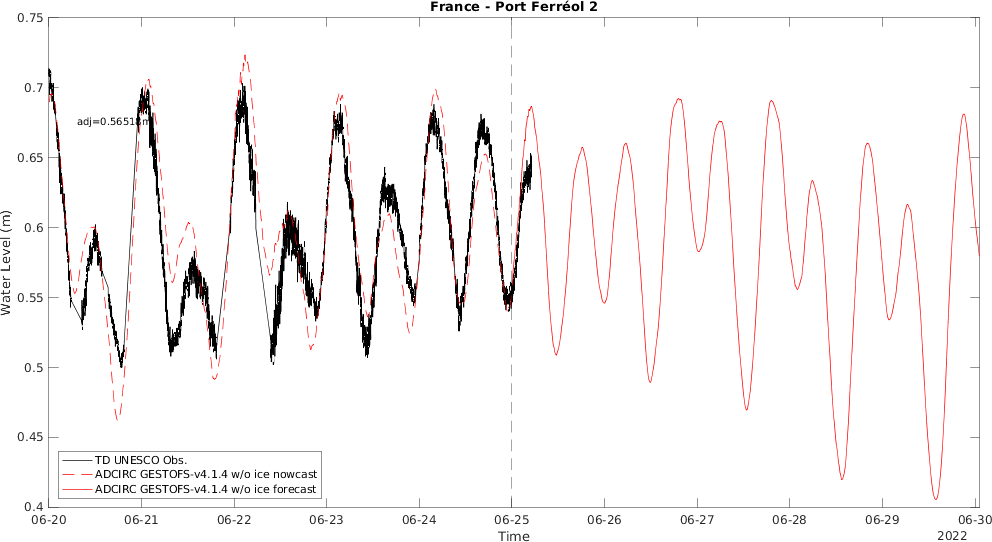 France - Port Ferréol 2
0.75
0.7
0.65
0.6
0.55
0.5
0.45
0.4
Water Level (m)
adj=0.56518m
TD UNESCO Obs.
ADCIRC GESTOFS-v4.1.4 w/o ice nowcast
ADCIRC GESTOFS-v4.1.4 w/o ice forecast
06-20 06-21 06-22 06-23 06-24 06-25 06-26 06-27 06-28 06-29 06-30
Time
2022